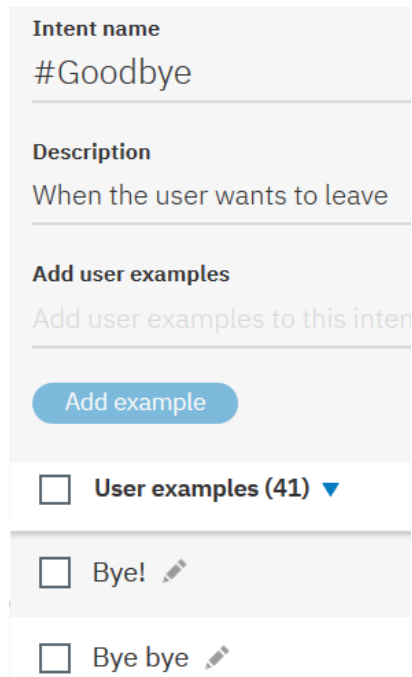 Intent name
#Goodbye
Description
When the user wants to leave
Add user examples
Add user examples to this
Add example
User examples (41)
Bye!
Bye bye